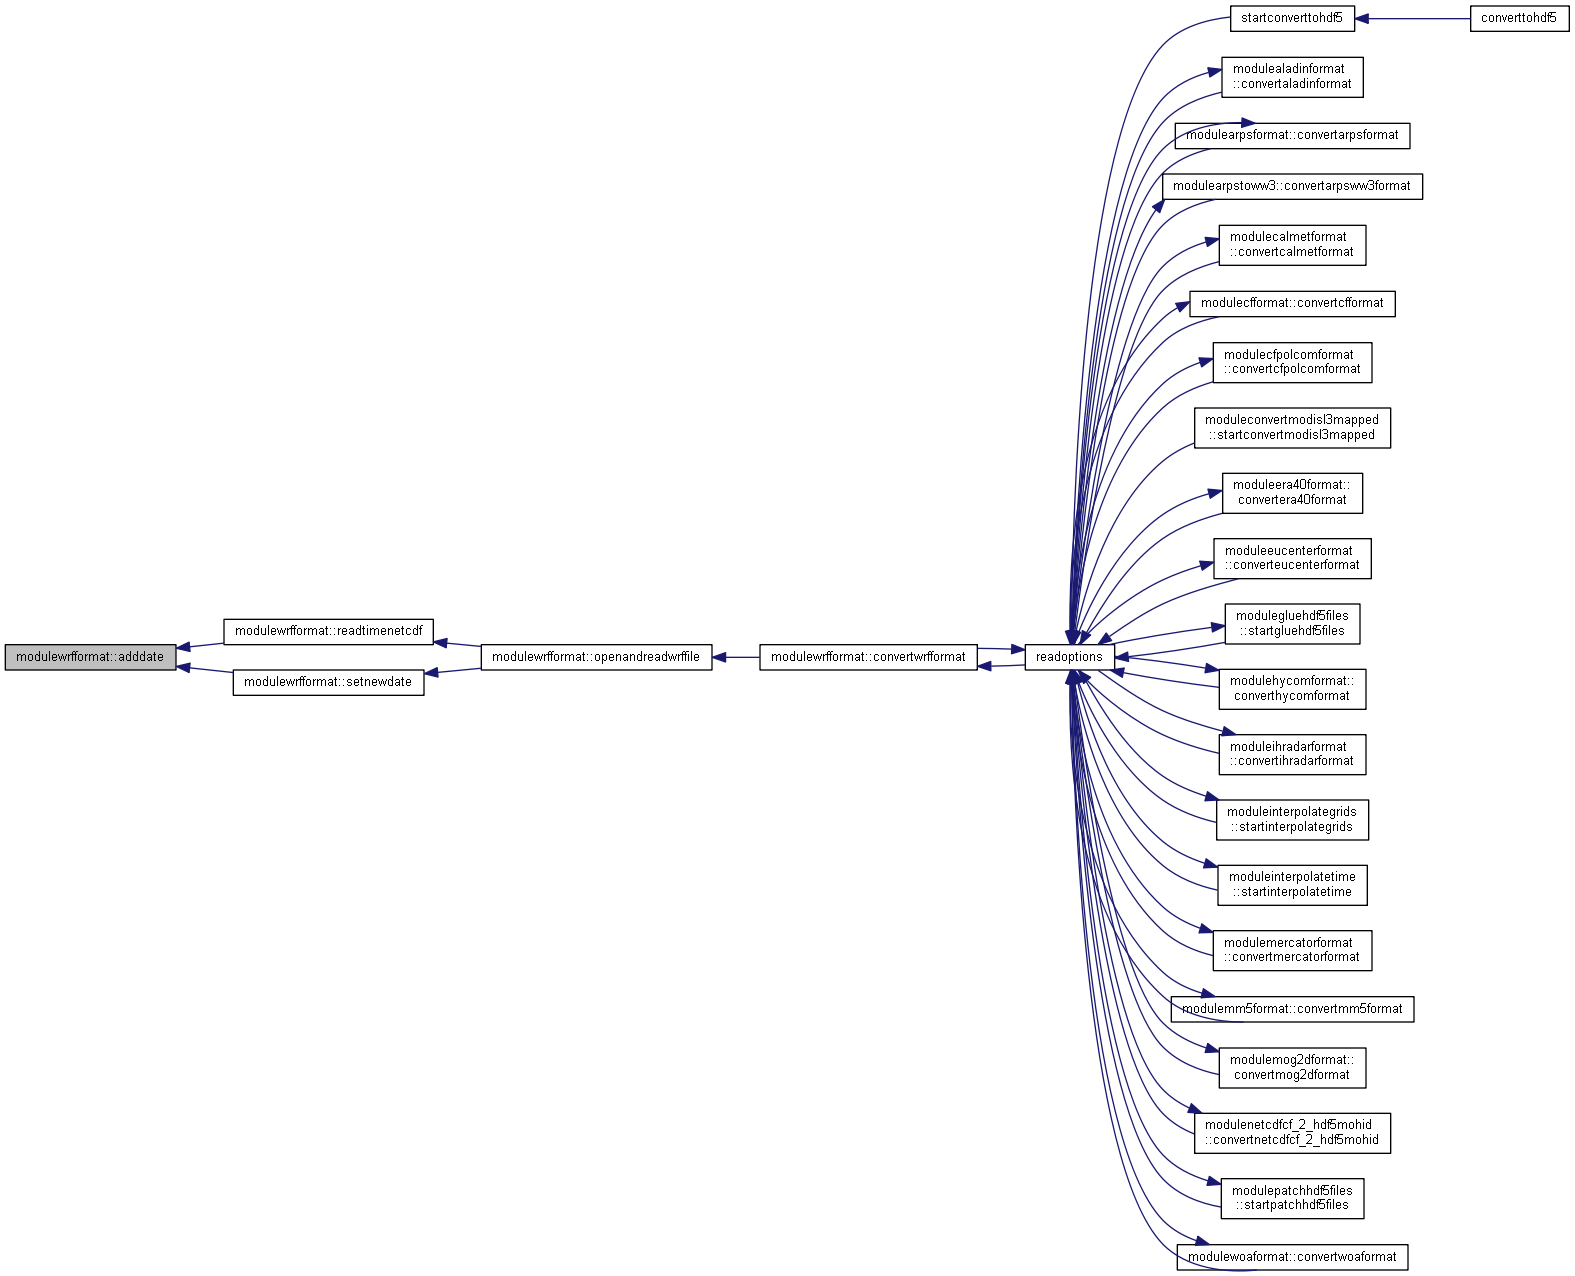 startconverttohdf5
converttohdf5
modulealadinformat
::convertaladinformat
modulearpsformat::convertarpsformat
modulearpstoww3::convertarpsww3format
modulecalmetformat
::convertcalmetformat
modulecfformat::convertcfformat
modulecfpolcomformat
::convertcfpolcomformat
moduleconvertmodisl3mapped
::startconvertmodisl3mapped
moduleera40format::
convertera40format
moduleeucenterformat
::converteucenterformat
modulegluehdf5files
::startgluehdf5files
modulewrfformat::adddate
modulewrfformat::readtimenetcdf
modulewrfformat::setnewdate
modulewrfformat::openandreadwrffile
modulewrfformat::convertwrfformat
readoptions
modulehycomformat::
converthycomformat
moduleihradarformat
::convertihradarformat
moduleinterpolategrids
::startinterpolategrids
moduleinterpolatetime
::startinterpolatetime
modulemercatorformat
::convertmercatorformat
modulemm5format::convertmm5format
modulemog2dformat::
convertmog2dformat
modulenetcdfcf_2_hdf5mohid
::convertnetcdfcf_2_hdf5mohid
modulepatchhdf5files
::startpatchhdf5files
modulewoaformat::convertwoaformat